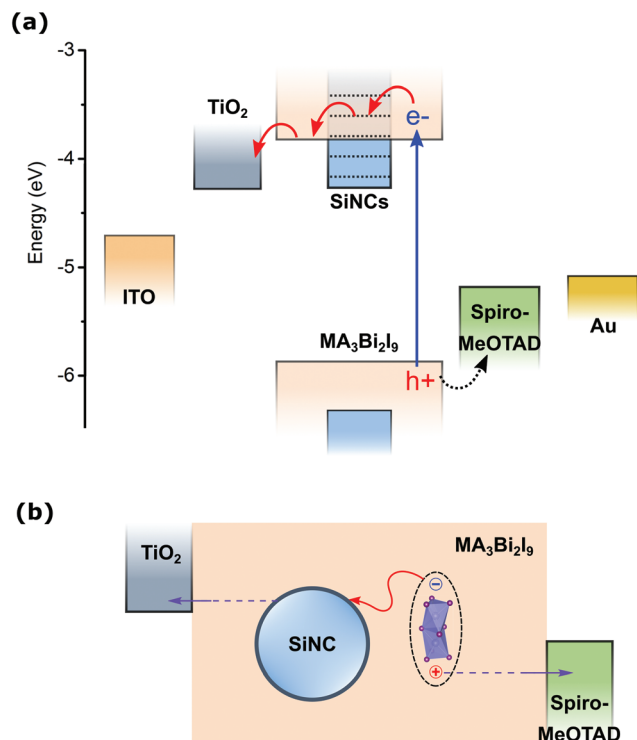 (a)
-3
-4
-5
-6
Energy (eV)
TiO₂
e-
SiNCs
ITO
Spiro-
MeOTAD
Au
MA₃Bi₂I₉
h+
(b)
TiO₂
MA₃Bi₂I₉
−
SiNC
+
Spiro-
MeOTAD